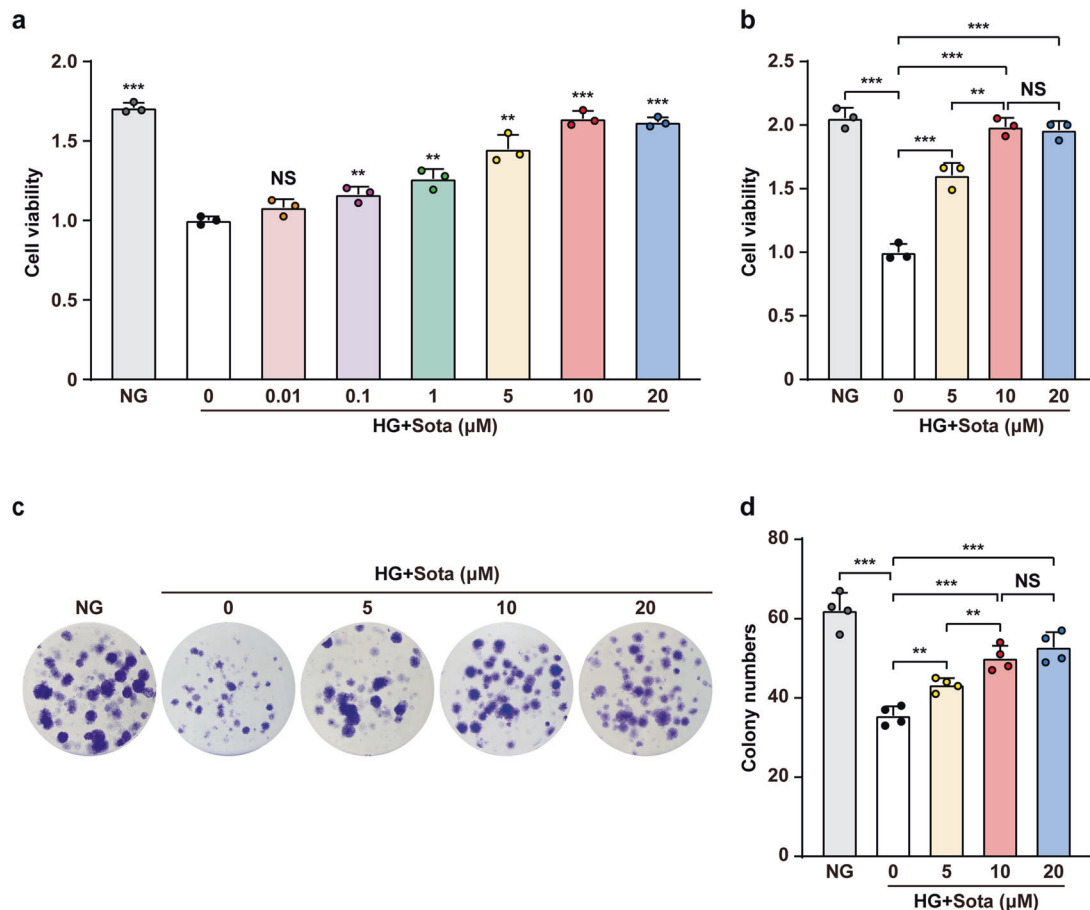 a
Cell viability
2.0
1.5
1.0
0.5
0
***
NS
**
**
**
***
***
NG
0
0.01
0.1
1
5
10
20
HG+Sota (μM)
b
Cell viability
2.5
2.0
1.5
1.0
0.5
0
***
***
***
**
NS
***
NG
0
5
10
20
HG+Sota (μM)
c
HG+Sota (μM)
NG
0
5
10
20
d
Colony numbers
80
60
40
20
0
***
***
***
NS
**
**
NG
0
5
10
20
HG+Sota (μM)